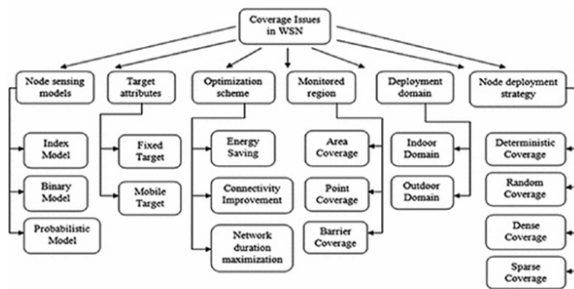 Coverage Issues
in WSN
Node sensing
models
Target
attributes
Optimization
scheme
Monitored
region
Deployment
domain
Node deployment
strategy
Index
Model
Binary
Model
Probabilistic
Model
Fixed
Target
Mobile
Target
Energy
Saving
Connectivity
Improvement
Network
duration
maximization
Area
Coverage
Point
Coverage
Barrier
Coverage
Indoor
Domain
Outdoor
Domain
Deterministic
Coverage
Random
Coverage
Dense
Coverage
Sparse
Coverage